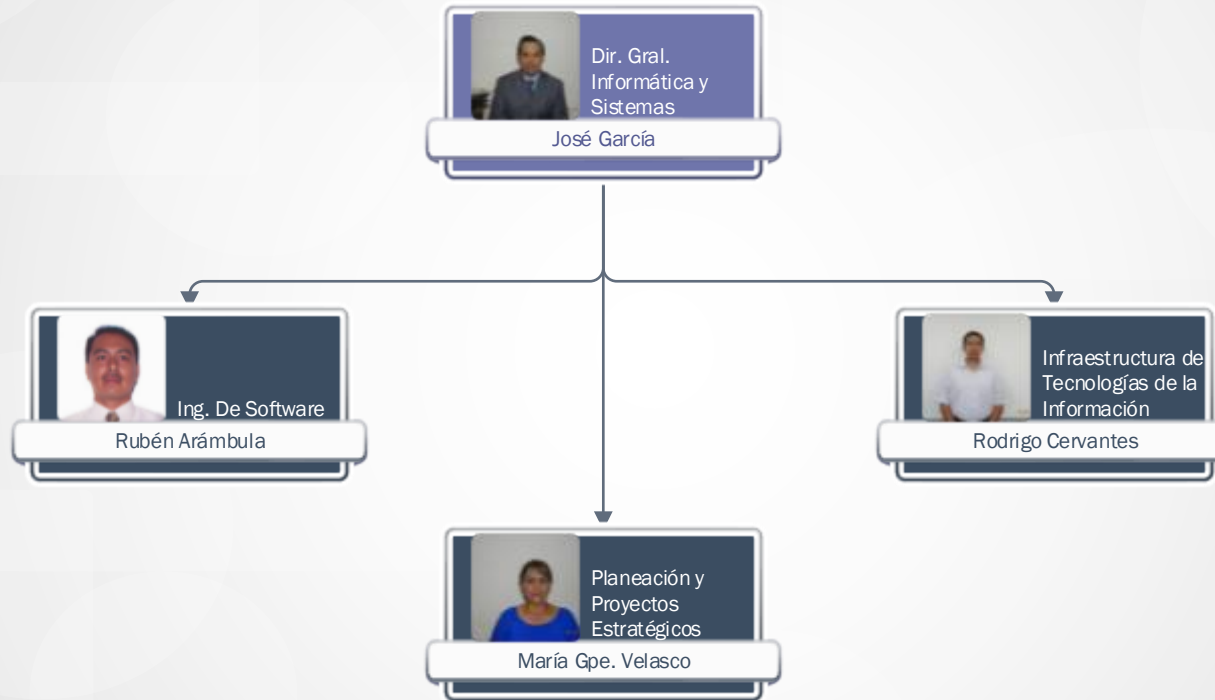 Dir. Gral.
Informática y
Sistemas
José García
Ing. De Software
Rubén Arámbula
Infraestructura de
Tecnologías de la
Información
Rodrigo Cervantes
Planeación y
Proyectos
Estratégicos
María Gpe. Velasco